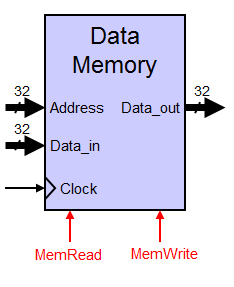 Data
Memory
32
Address
Data_out
32
32
Data_in
Clock
MemRead
MemWrite